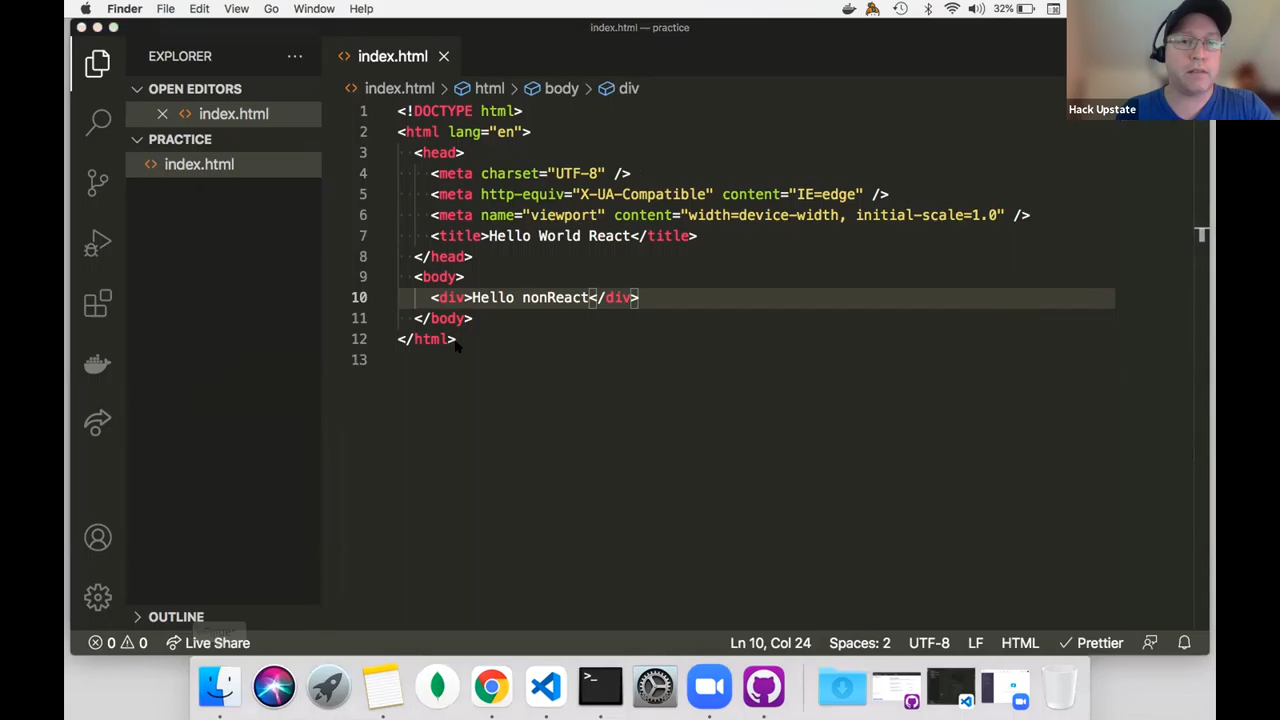 Finder File Edit View Go Window Help 32%
index.html — practice
EXPLORER
index.html
Hack Upstate
OPEN EDITORS
index.html > html > body > div
index.html
PRACTICE
index.html
1 <!DOCTYPE html>
2 <html lang="en">
3 <head>
4 <meta charset="UTF-8" />
5 <meta http-equiv="X-UA-Compatible" content="IE=edge" />
6 <meta name="viewport" content="width=device-width, initial-scale=1.0" />
7 <title>Hello World React</title>
8 </head>
9 <body>
10 <div>Hello nonReact</div>
11 </body>
12 </html>
13
OUTLINE
0 0 Live Share Ln 10, Col 24 Spaces: 2 UTF-8 LF HTML Prettier